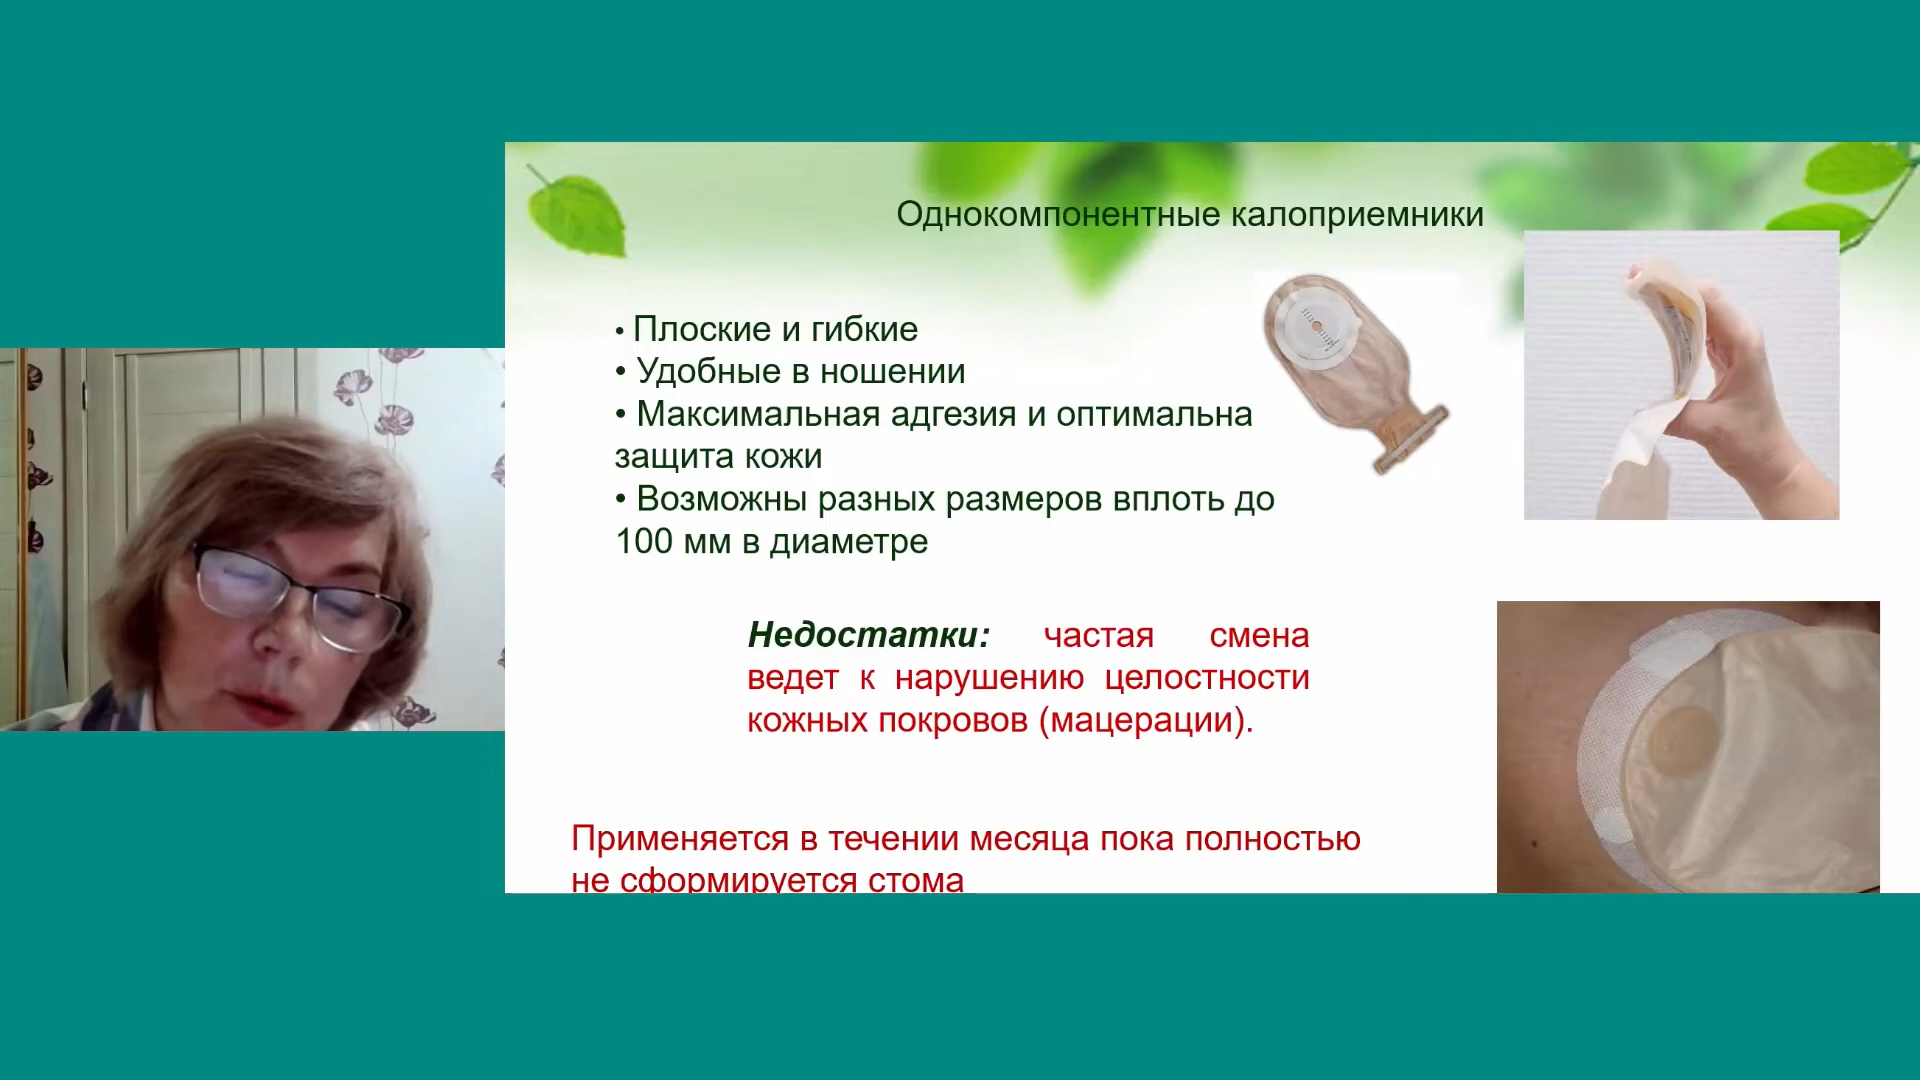 Однокомпонентные калоприемники
• Плоские и гибкие
• Удобные в ношении
• Максимальная адгезия и оптимальна
защита кожи
• Возможны разных размеров вплоть до
100 мм в диаметре
Недостатки: частая смена
ведет к нарушению целостности
кожных покровов (мацерации).
Применяется в течении месяца пока полностью
не сформируется стома